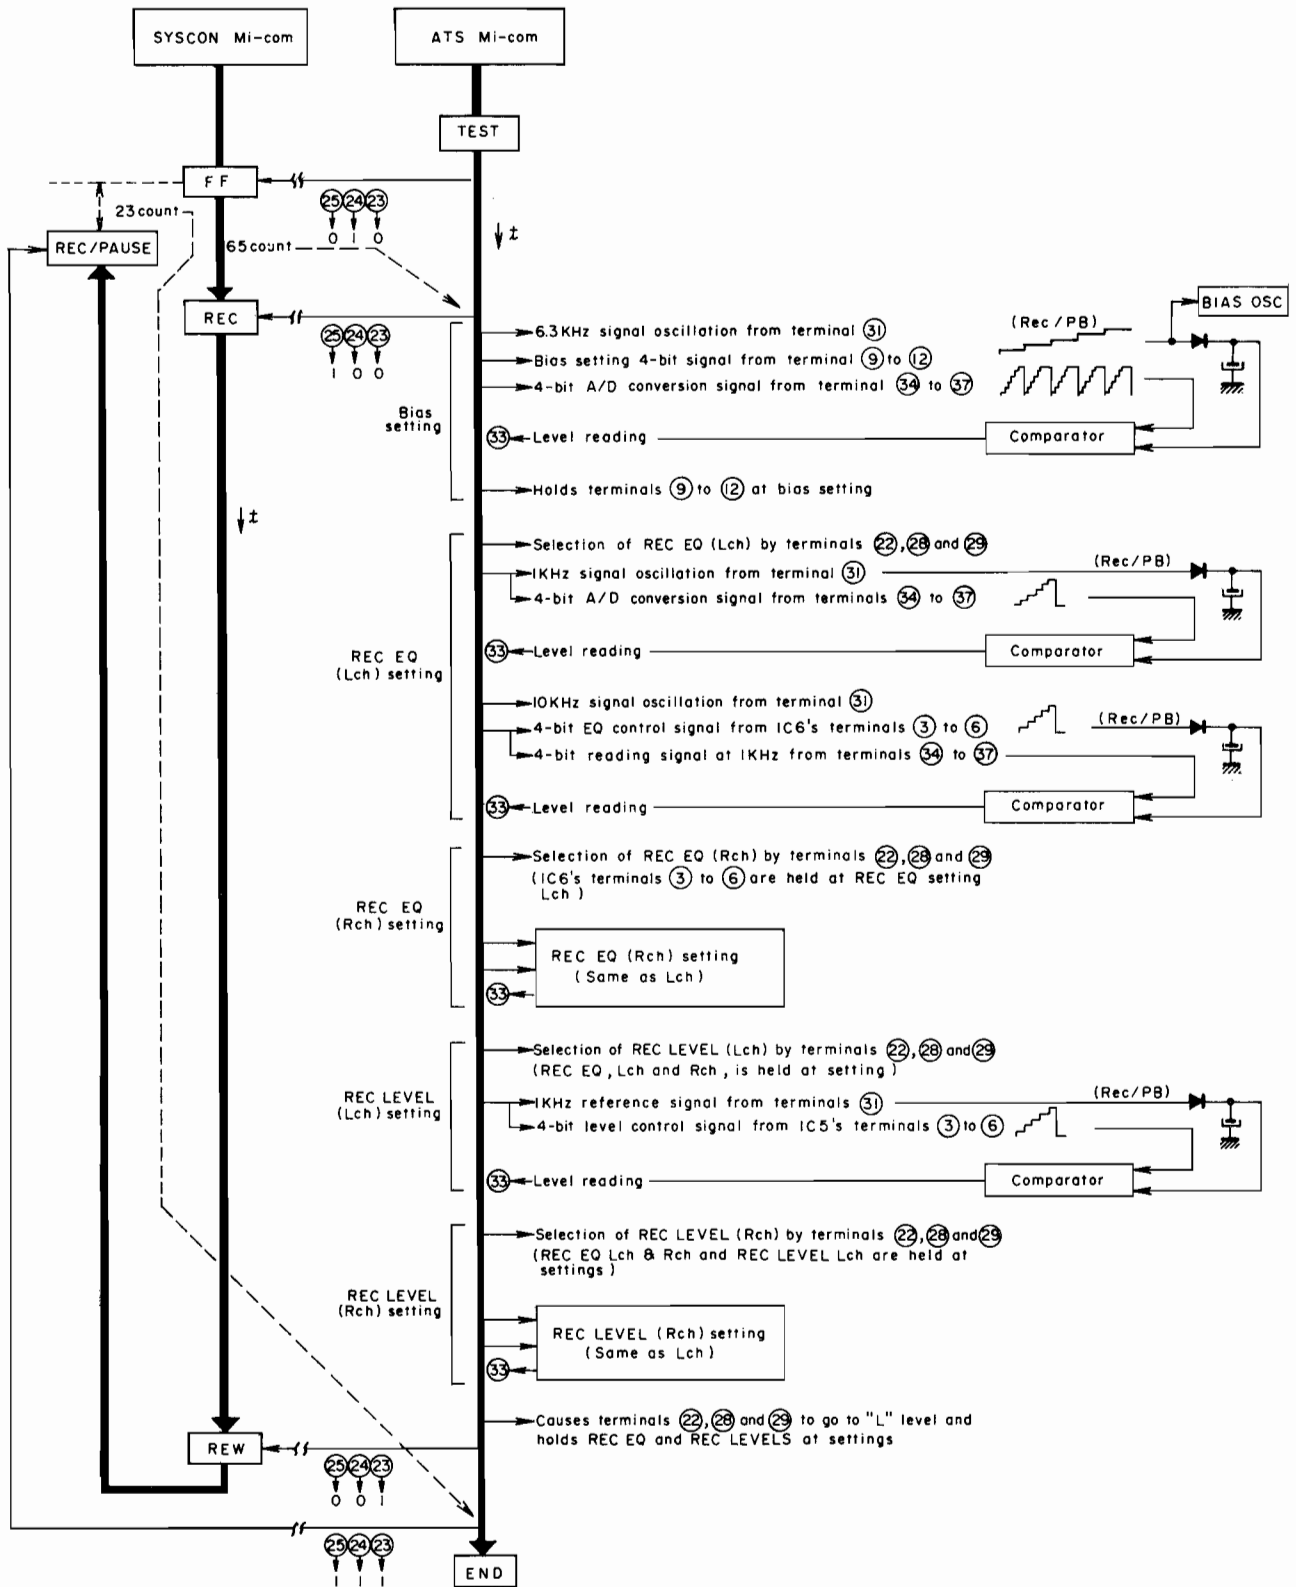 SYSCON Mi-com
ATS Mi-com
TEST
FF
25 24 23
0 1 0
23 count
REC/PAUSE
65 count
t
REC
25 24 23
1 0 0
BIAS OSC
(Rec/PB)
6.3KHz signal oscillation from terminal 31
Bias setting 4-bit signal from terminal 9 to 12
4-bit A/D conversion signal from terminal 34 to 37
Bias
setting
33 Level reading
Comparator
Holds terminals 9 to 12 at bias setting
t
Selection of REC EQ (Lch) by terminals 22, 28 and 29
1KHz signal oscillation from terminal 31
(Rec/PB)
4-bit A/D conversion signal from terminals 34 to 37
REC EQ
(Lch) setting
33 Level reading
Comparator
10KHz signal oscillation from terminal 31
4-bit EQ control signal from IC6's terminals 3 to 6
(Rec/PB)
4-bit reading signal at 1KHz from terminals 34 to 37
33 Level reading
Comparator
Selection of REC EQ (Rch) by terminals 22, 28 and 29
(IC6's terminals 3 to 6 are held at REC EQ setting
Lch)
REC EQ
(Rch) setting
REC EQ (Rch) setting
(Same as Lch)
33
Selection of REC LEVEL (Lch) by terminals 22, 28 and 29
(REC EQ, Lch and Rch, is held at setting)
REC LEVEL
(Lch) setting
1KHz reference signal from terminals 31
(Rec/PB)
4-bit level control signal from IC5's terminals 3 to 6
33 Level reading
Comparator
Selection of REC LEVEL (Rch) by terminals 22, 28 and 29
(REC EQ Lch & Rch and REC LEVEL Lch are held at
settings)
REC LEVEL
(Rch) setting
REC LEVEL (Rch) setting
(Same as Lch)
33
Causes terminals 22, 28 and 29 to go to "L" level and
holds REC EQ and REC LEVELS at settings
REW
25 24 23
0 0 1
25 24 23
1 1 1
END